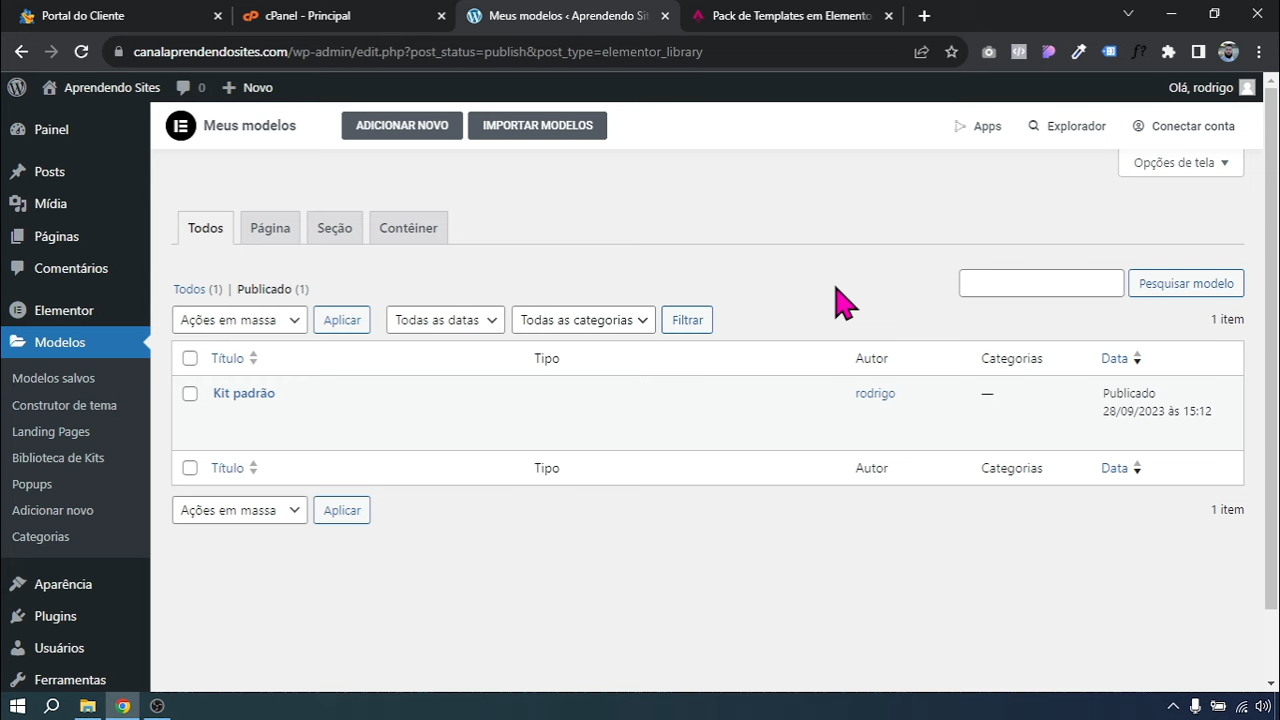 Portal do Cliente
cPanel - Principal
Meus modelos ‹ Aprendendo Sit
Pack de Templates em Elemento
canalaprendendosites.com/wp-admin/edit.php?post_status=publish&post_type=elementor_library
Aprendendo Sites
0
Novo
Olá, rodrigo
Painel
Posts
Mídia
Páginas
Comentários
Elementor
Modelos
Modelos salvos
Construtor de tema
Landing Pages
Biblioteca de Kits
Popups
Adicionar novo
Categorias
Aparência
Plugins
Usuários
Ferramentas
Meus modelos
ADICIONAR NOVO
IMPORTAR MODELOS
Apps
Explorador
Conectar conta
Opções de tela
Todos
Página
Seção
Contêiner
Todos (1) | Publicado (1)
Pesquisar modelo
Ações em massa
Aplicar
Todas as datas
Todas as categorias
Filtrar
1 item
Título
Tipo
Autor
Categorias
Data
Kit padrão
rodrigo
—
Publicado
28/09/2023 às 15:12
Título
Tipo
Autor
Categorias
Data
Ações em massa
Aplicar
1 item